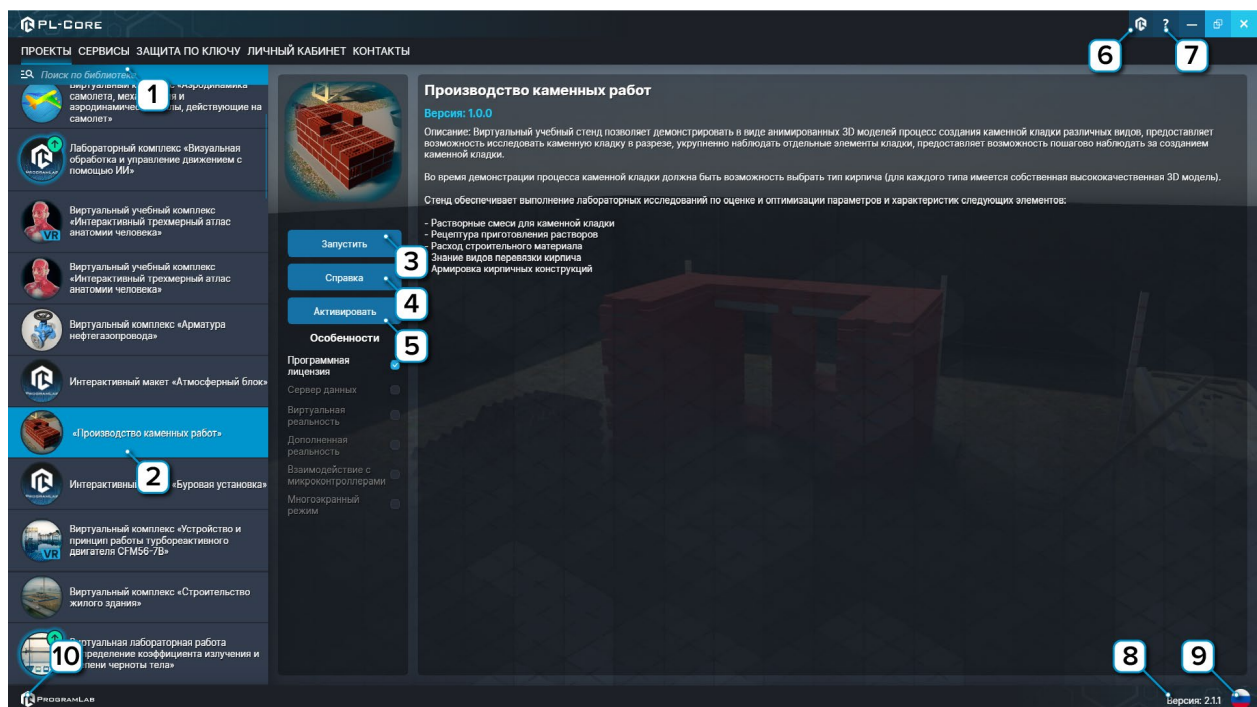 PL-CORE
6
7
ПРОЕКТЫ СЕРВИСЫ ЗАЩИТА ПО КЛЮЧУ ЛИЧНЫЙ КАБИНЕТ КОНТАКТЫ
Поиск по библиотеке
1
Виртуальный «Аэродинамика
самолета,
аэродинамические действующие на
самолет»
Лабораторный комплекс «Визуальная
обработка и управление движением с
помощью ИИ»
Виртуальный учебный комплекс
«Интерактивный трехмерный атлас
анатомии человека»
VR
Виртуальный учебный комплекс
«Интерактивный трехмерный атлас
анатомии человека»
Виртуальный комплекс «Арматура
нефтегазопровода»
Интерактивный макет «Атмосферный блок»
«Производство каменных работ»
2
Интерактивный «Буровая установка»
Виртуальный комплекс «Устройство и
принцип работы турбореактивного
двигателя CFM56-7B»
VR
Виртуальный комплекс «Строительство
жилого здания»
Виртуальная лабораторная работа
коэффициента излучения и
черноты тела»
10
PROGRAMLAB
Запустить
3
Справка
4
Активировать
5
Особенности
Программная
лицензия
Сервер данных
Виртуальная
реальность
Дополненная
реальность
Взаимодействие с
микроконтроллерами
Многоэкранный
режим
Производство каменных работ
Версия: 1.0.0
Описание: Виртуальный учебный стенд позволяет демонстрировать в виде анимированных 3D моделей процесс создания каменной кладки различных видов, предоставляет
возможность исследовать каменную кладку в разрезе, укрупненно наблюдать отдельные элементы кладки, предоставляет возможность пошагово наблюдать за созданием
каменной кладки.
Во время демонстрации процесса каменной кладки должна быть возможность выбрать тип кирпича (для каждого типа имеется собственная высококачественная 3D модель).
Стенд обеспечивает выполнение лабораторных исследований по оценке и оптимизации параметров и характеристик следующих элементов:
- Растворные смеси для каменной кладки
- Рецептура приготовления растворов
- Расход строительного материала
Знание видов перевязки кирпича
Армировка кирпичных конструкций
8
9
Версия: 2.1.1